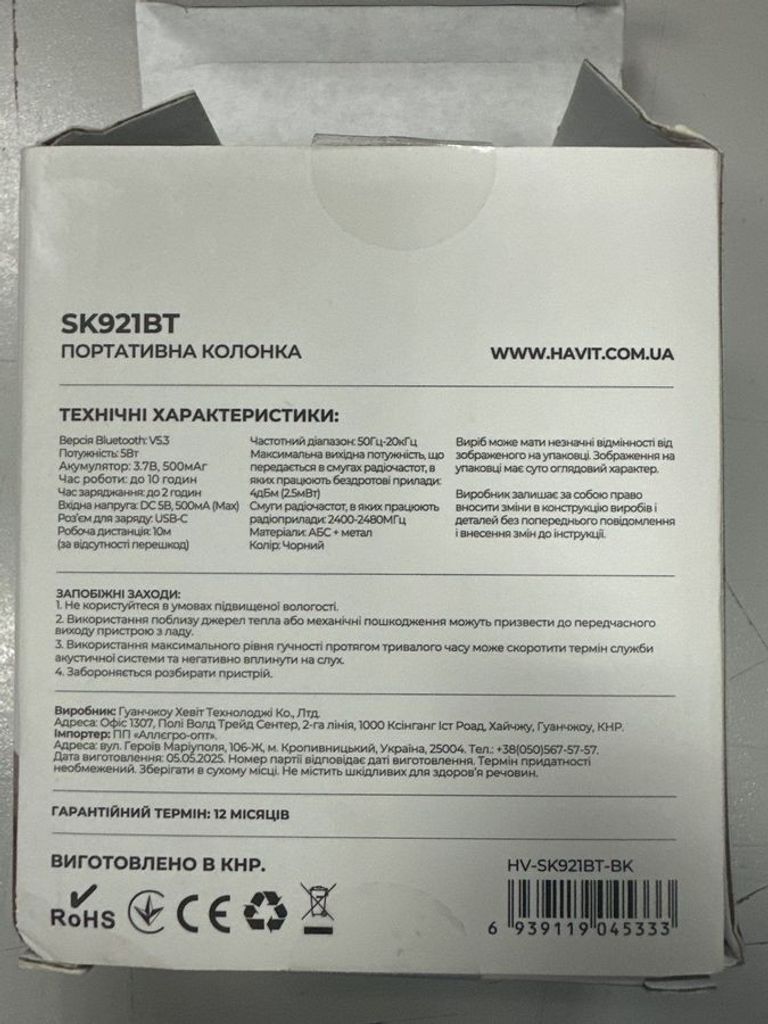 SK921BT
ПОРТАТИВНА КОЛОНКА
WWW.HAVIT.COM.UA
ТЕХНІЧНІ ХАРАКТЕРИСТИКИ:
Версія Bluetooth: V5.3
Потужність: 5Вт
Акумулятор: 3.7В, 500мАг
Час роботи: до 10 годин
Час заряджання: до 2 годин
Вхідна напруга: DC 5В, 500мА (Max)
Роз'єм для заряду: USB-C
Робоча дистанція: 10м
(за відсутності перешкод)
Частотний діапазон: 50Гц-20кГц
Максимальна вихідна потужність, що
передається в смугах радіочастот, в
яких працюють бездротові прилади:
4дБм (2.5мВт)
Смуги радіочастот, в яких працюють
радіоприлади: 2400-2480МГц
Матеріали: АБС + метал
Колір: Чорний
Виріб може мати незначні відмінності від
зображеного на упаковці. Зображення на
упаковці має суто оглядовий характер.
Виробник залишає за собою право
вносити зміни в конструкцію виробів і
деталей без попереднього повідомлення
і внесення змін до інструкції.
ЗАПОБІЖНІ ЗАХОДИ:
1. Не користуйтеся в умовах підвищеної вологості.
2. Використання поблизу джерел тепла або механічні пошкодження можуть призвести до передчасного
виходу пристрою з ладу.
3. Використання максимального рівня гучності протягом тривалого часу може скоротити термін служби
акустичної системи та негативно вплинути на слух.
4. Забороняється розбирати пристрій.
Виробник: Гуанчжоу Хевіт Технолоджі Ко., Лтд.
Адреса: Офіс 1307, Полі Волд Трейд Сентер, 2-га лінія, 1000 Ксінганг Іст Роад, Хайчжу, Гуанчжоу, КНР.
Імпортер: ПП «Аллєгро-опт».
Адреса: вул. Героїв Маріуполя, 106-Ж, м. Кропивницький, Україна, 25004. Тел.: +38(050)567-57-57.
Дата виготовлення: 05.05.2025. Номер партії відповідає даті виготовлення. Термін придатності
необмежений. Зберігати в сухому місці. Не містить шкідливих для здоров'я речовин.
ГАРАНТІЙНИЙ ТЕРМІН: 12 МІСЯЦІВ
ВИГОТОВЛЕНО В КНР.
HV-SK921BT-BK
RoHS
CE
6 939119 045333